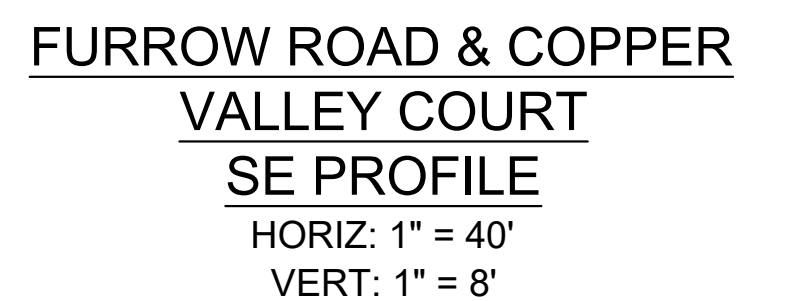 FURROW ROAD & COPPER
VALLEY COURT
SE PROFILE
HORIZ: 1" = 40'
VERT: 1" = 8'